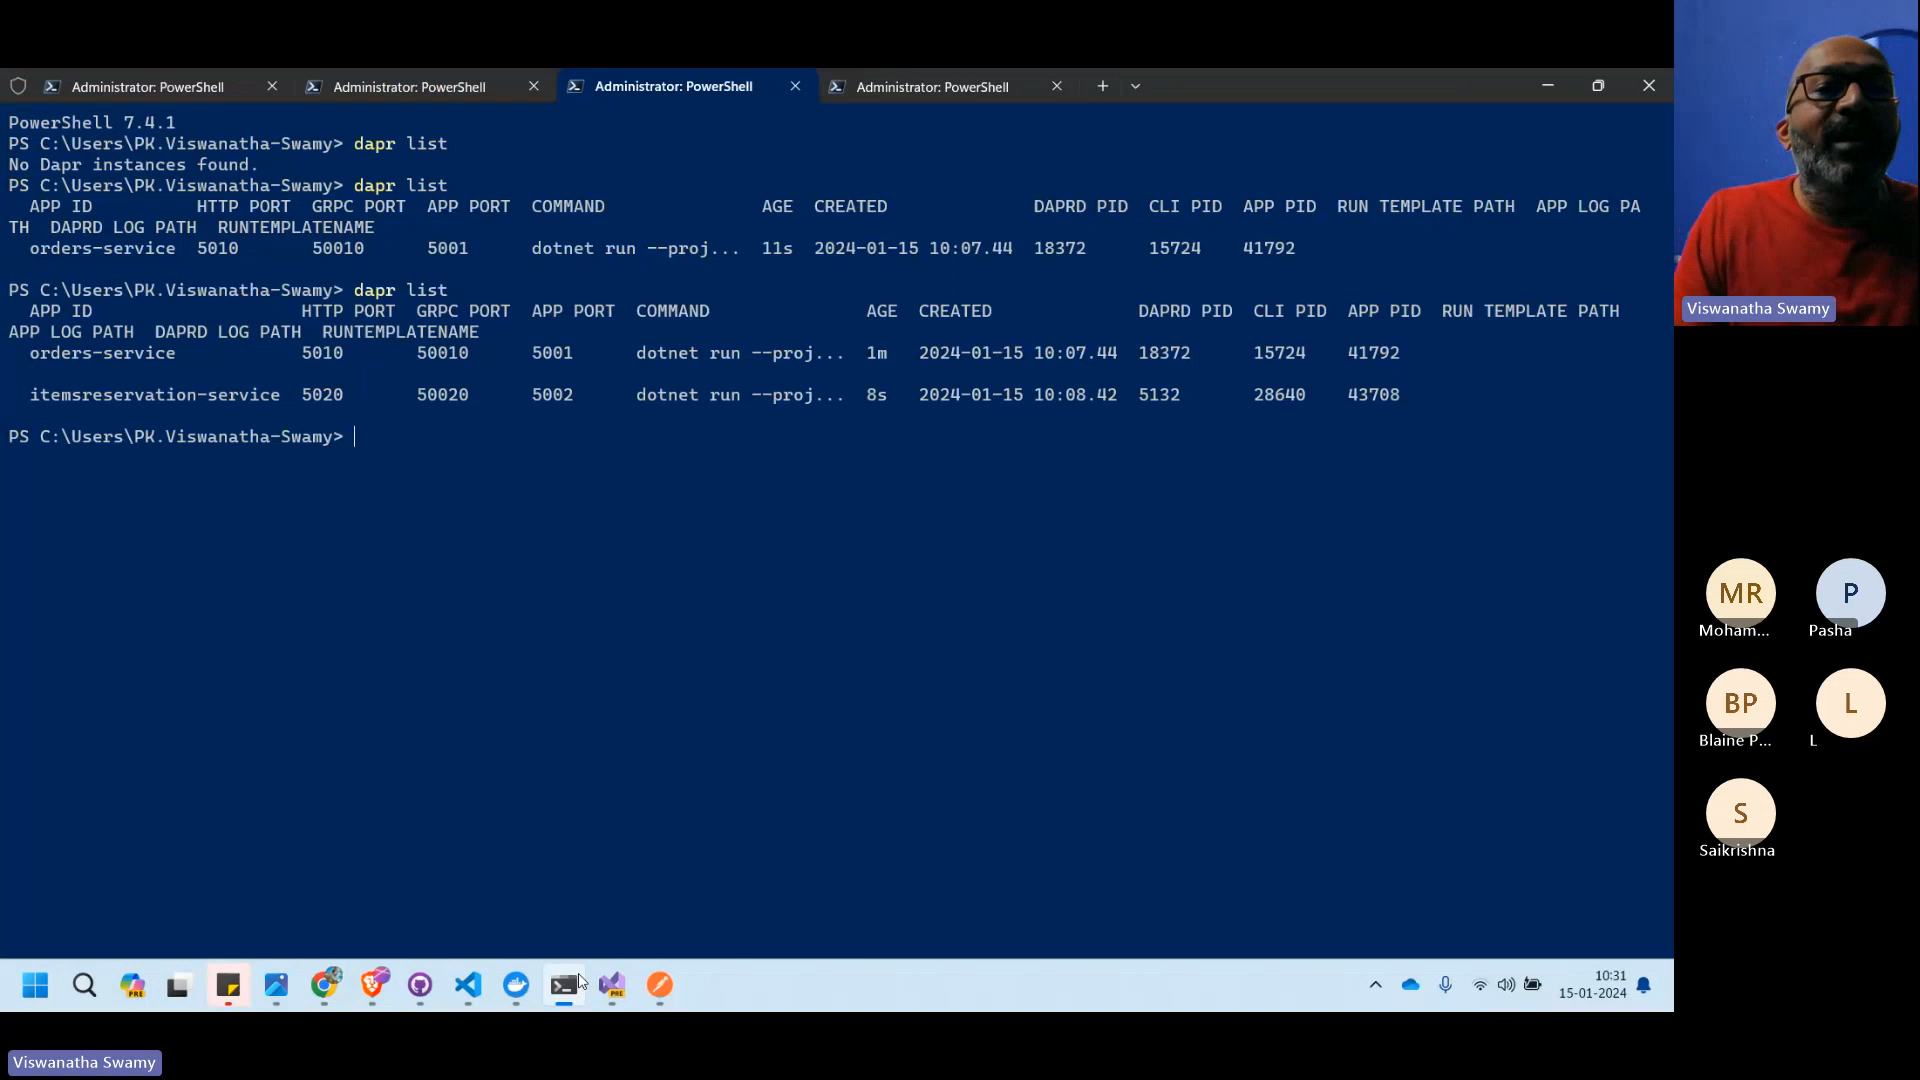 Administrator: PowerShell
Administrator: PowerShell
Administrator: PowerShell
Administrator: PowerShell
PowerShell 7.4.1
PS C:\Users\PK.Viswanatha-Swamy> dapr list
No Dapr instances found.
PS C:\Users\PK.Viswanatha-Swamy> dapr list
APP ID HTTP PORT GRPC PORT APP PORT COMMAND AGE CREATED DAPRD PID CLI PID APP PID RUN TEMPLATE PATH APP LOG PA
TH DAPRD LOG PATH RUNTEMPLATENAME
orders-service 5010 50010 5001 dotnet run --proj... 11s 2024-01-15 10:07.44 18372 15724 41792
PS C:\Users\PK.Viswanatha-Swamy> dapr list
APP ID HTTP PORT GRPC PORT APP PORT COMMAND AGE CREATED DAPRD PID CLI PID APP PID RUN TEMPLATE PATH
APP LOG PATH DAPRD LOG PATH RUNTEMPLATENAME
orders-service 5010 50010 5001 dotnet run --proj... 1m 2024-01-15 10:07.44 18372 15724 41792
itemsreservation-service 5020 50020 5002 dotnet run --proj... 8s 2024-01-15 10:08.42 5132 28640 43708
PS C:\Users\PK.Viswanatha-Swamy>
Viswanatha Swamy
MR
Moham...
P
Pasha
BP
Blaine P...
L
L
S
Saikrishna
PRE
PRE
10:31
15-01-2024
Viswanatha Swamy